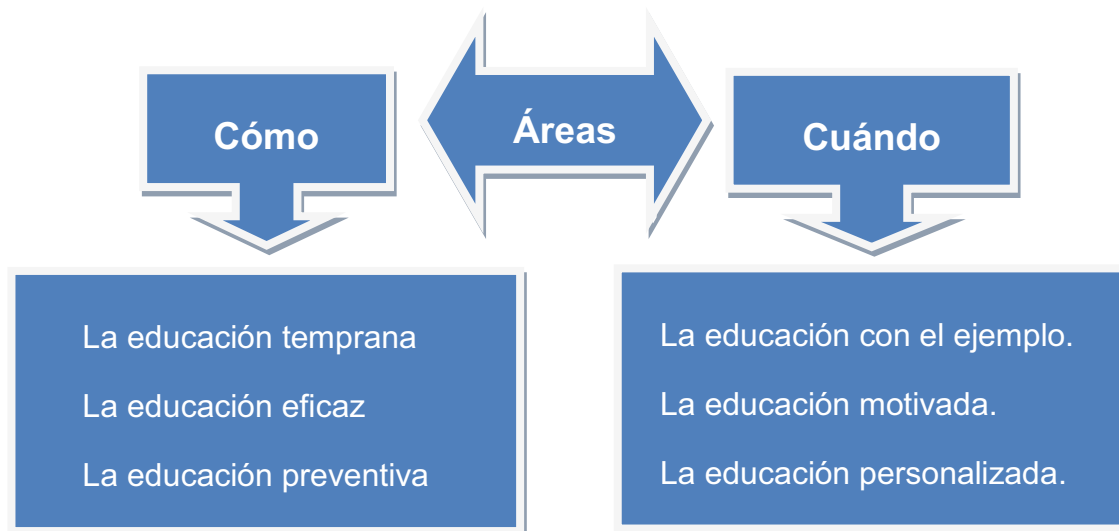 Cómo
Áreas
Cuándo
La educación temprana
La educación eficaz
La educación preventiva
La educación con el ejemplo.
La educación motivada.
La educación personalizada.